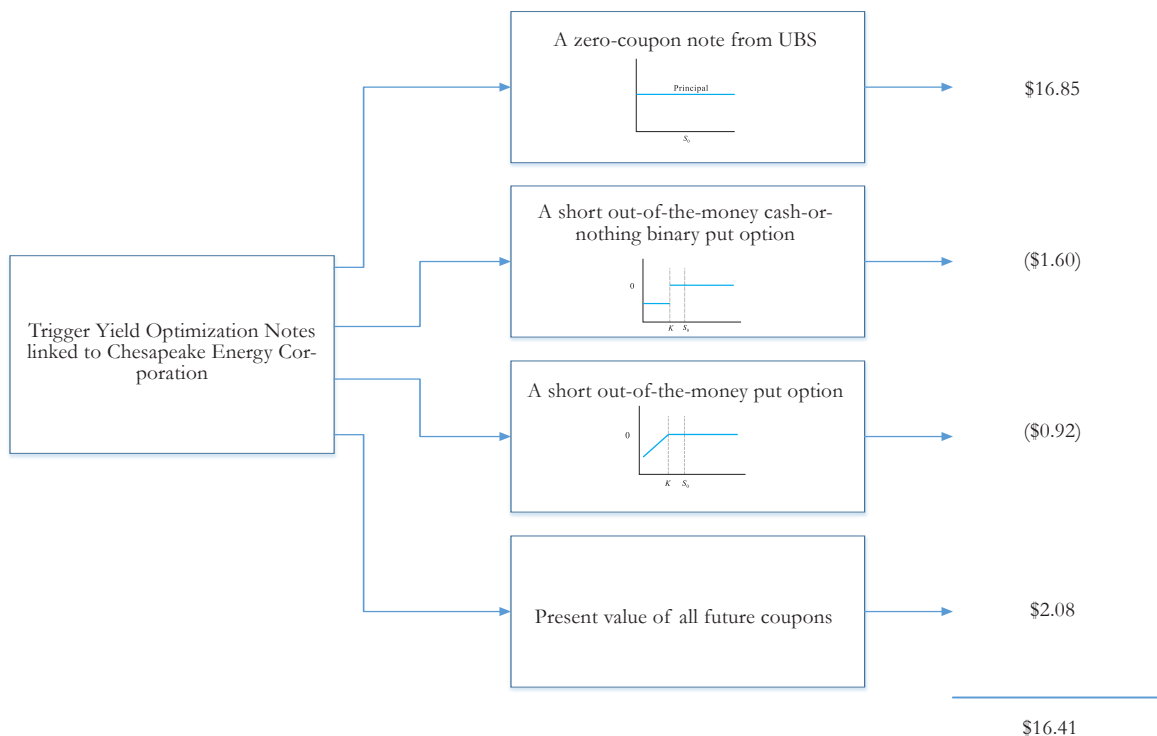 A zero-coupon note from UBS
Principal
S0
$16.85
A short out-of-the-money cash-or-
nothing binary put option
0
K S0
($1.60)
Trigger Yield Optimization Notes
linked to Chesapeake Energy Cor-
poration
A short out-of-the-money put option
0
K S0
($0.92)
Present value of all future coupons
$2.08
$16.41